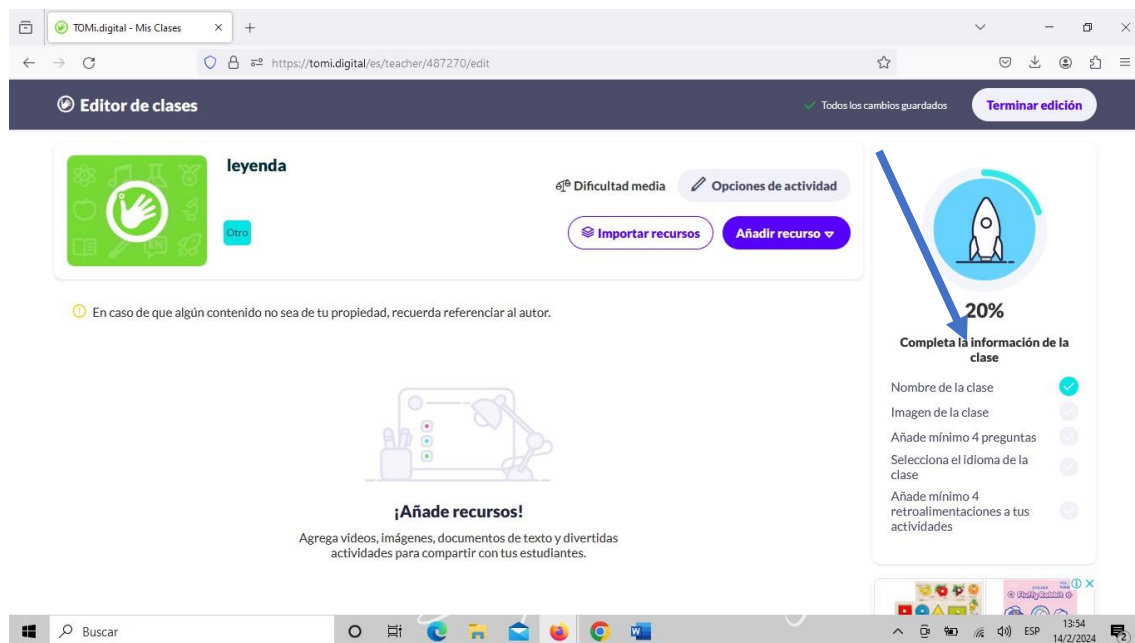 TOMi.digital - Mis Clases
https://tomi.digital/es/teacher/487270/edit
Editor de clases
Todos los cambios guardados
Terminar edición
leyenda
Otro
Dificultad media
Opciones de actividad
Importar recursos
Añadir recurso
En caso de que algún contenido no sea de tu propiedad, recuerda referenciar al autor.
¡Añade recursos!
Agrega videos, imágenes, documentos de texto y divertidas
actividades para compartir con tus estudiantes.
20%
Completa la información de la
clase
Nombre de la clase
Imagen de la clase
Añade mínimo 4 preguntas
Selecciona el idioma de la
clase
Añade mínimo 4
retroalimentaciones a tus
actividades
Buscar
ESP
13:54
14/2/2024
2